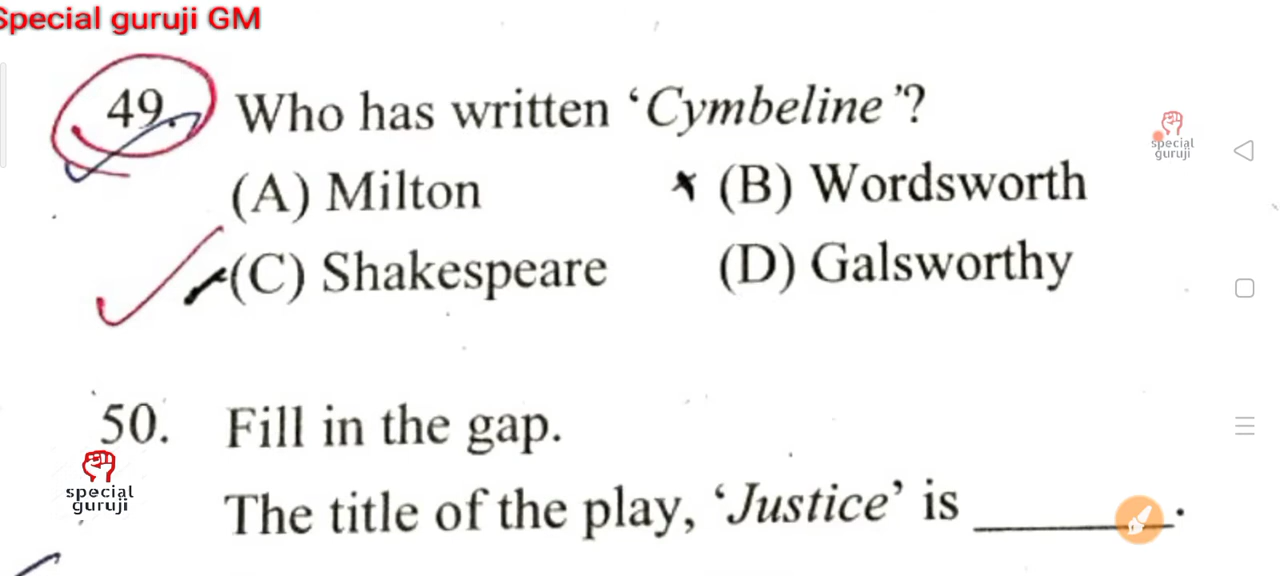 Special guruji GM
49. Who has written ‘Cymbeline’?
(A) Milton
(B) Wordsworth
(C) Shakespeare
(D) Galsworthy
special
guruji
50. Fill in the gap.
The title of the play, ‘Justice’ is ________.
special
guruji